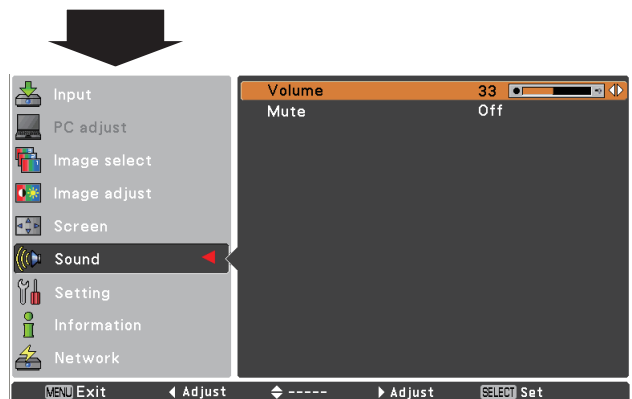 Input
PC adjust
Image select
Image adjust
Screen
Sound
Setting
Information
Network
Volume 33
Mute Off
MENU Exit Adjust ----- Adjust SELECT Set